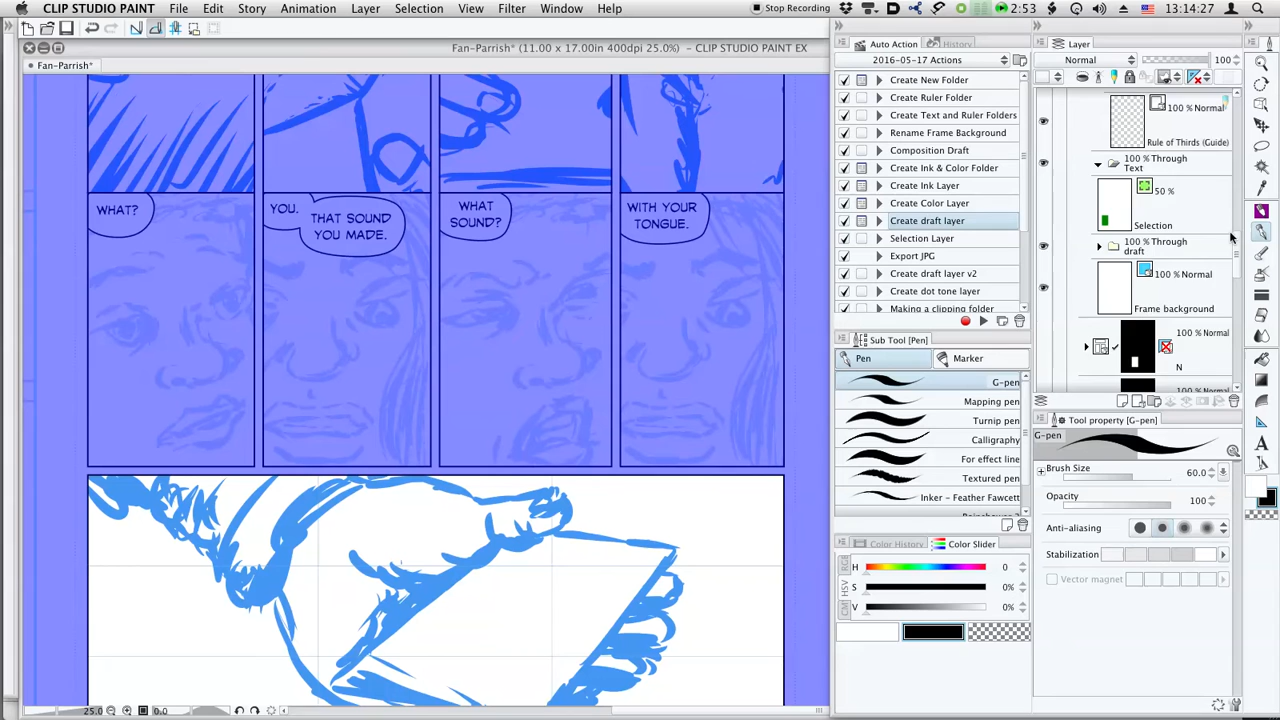 CLIP STUDIO PAINT File Edit Story Animation Layer Selection View Filter Window Help Stop Recording 2:53 13:14:27
Fan-Parrish* (11.00 x 17.00in 400dpi 25.0%) - CLIP STUDIO PAINT EX
Fan-Parrish*
WHAT?
YOU.
THAT SOUND
YOU MADE.
WHAT
SOUND?
WITH YOUR
TONGUE.
25.0
0.0
Auto Action History
2016-05-17 Actions
Create New Folder
Create Ruler Folder
Create Text and Ruler Folders
Rename Frame Background
Composition Draft
Create Ink & Color Folder
Create Ink Layer
Create Color Layer
Create draft layer
Selection Layer
Export JPG
Create draft layer v2
Create dot tone layer
Making a clipping folder
Sub Tool [Pen]
Pen Marker
G-pen
Mapping pen
Turnip pen
Calligraphy
For effect line
Textured pen
Inker - Feather Fawcett
Color History Color Slider
RGB
HSV
H 0
S 0%
V 0%
Layer
Normal 100
100 % Normal
Rule of Thirds (Guide)
100 % Through
Text
50 %
Selection
100 % Through
draft
100 % Normal
Frame background
100 % Normal
N
Tool property [G-pen]
G-pen
Brush Size 60.0
Opacity 100
Anti-aliasing
Stabilization
Vector magnet
A